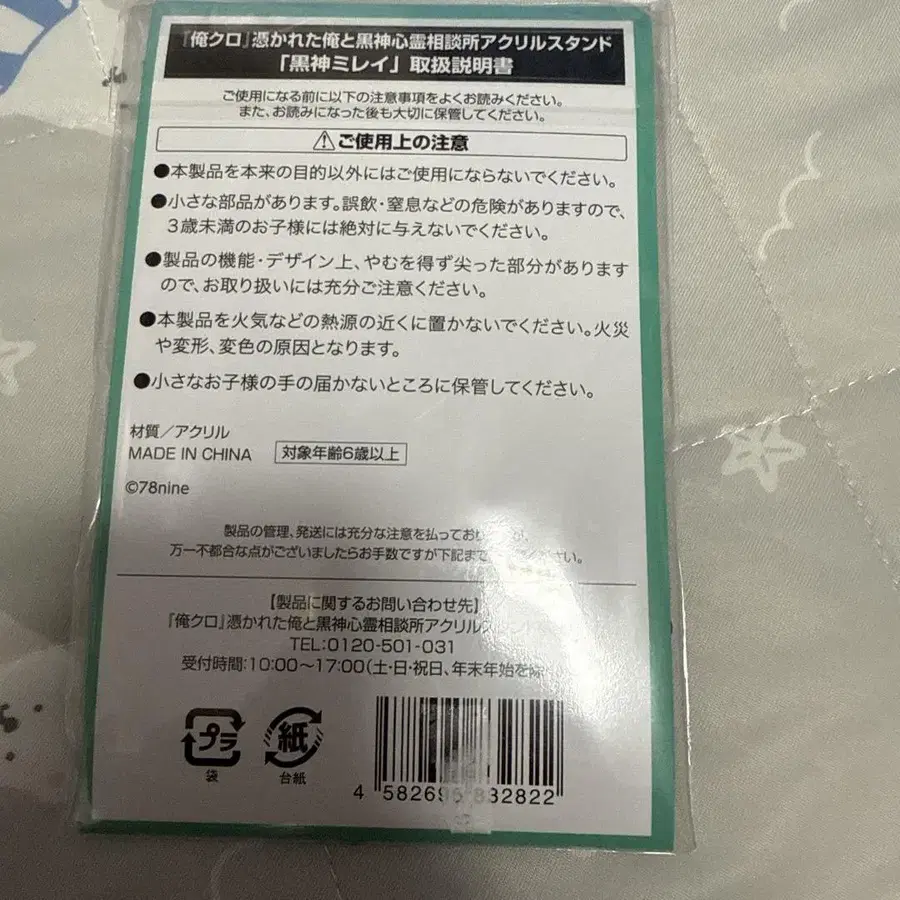 『俺クロ』憑かれた俺と黒神心霊相談所アクリルスタンド
「黒神ミレイ」取扱説明書
ご使用になる前に以下の注意事項をよくお読みください。
また、お読みになった後も大切に保管してください。
⚠ご使用上の注意
●本製品を本来の目的以外にはご使用にならないでください。
●小さな部品があります。誤飲・窒息などの危険がありますので、
3歳未満のお子様には絶対に与えないでください。
●製品の機能・デザイン上、やむを得ず尖った部分があります
ので、お取り扱いには充分ご注意ください。
●本製品を火気などの熱源の近くに置かないでください。火災
や変形、変色の原因となります。
●小さなお子様の手の届かないところに保管してください。
材質／アクリル
MADE IN CHINA 対象年齢6歳以上
©78nine
製品の管理、発送には充分な注意を払ってお
万一不都合な点がございましたらお手数ですが下記まで ください。
【製品に関するお問い合わせ先】
『俺クロ』憑かれた俺と黒神心霊相談所アクリルスタンド
TEL:0120-501-031
受付時間:10:00～17:00(土・日・祝日、年末年始を除
プラ 紙
袋 台紙
4 582696 832822